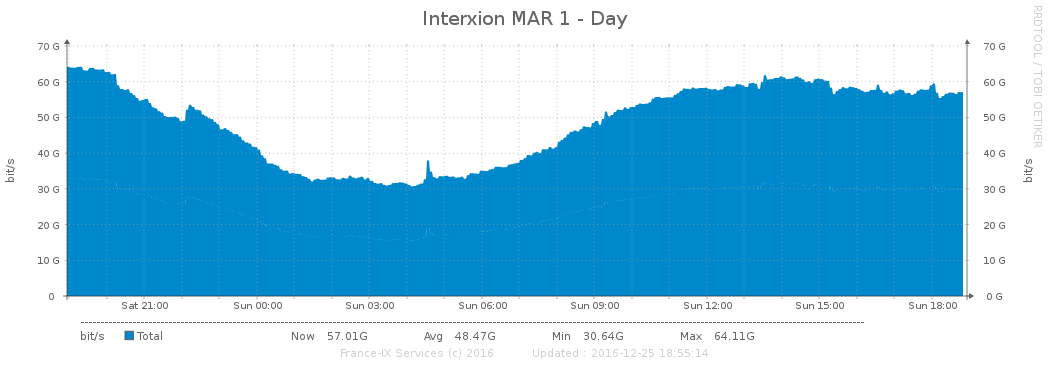 Interxion MAR 1 - Day
RRDTOOL / TOBI OETIKER
70 G 70 G
60 G 60 G
50 G 50 G
40 G 40 G
30 G 30 G
20 G 20 G
10 G 10 G
0 0 G
bit/s bit/s
Sat 21:00 Sun 00:00 Sun 03:00 Sun 06:00 Sun 09:00 Sun 12:00 Sun 15:00 Sun 18:00
bit/s Total Now 57.01G Avg 48.47G Min 30.64G Max 64.11G
France-IX Services (c) 2016 Updated : 2016-12-25 18:55:14